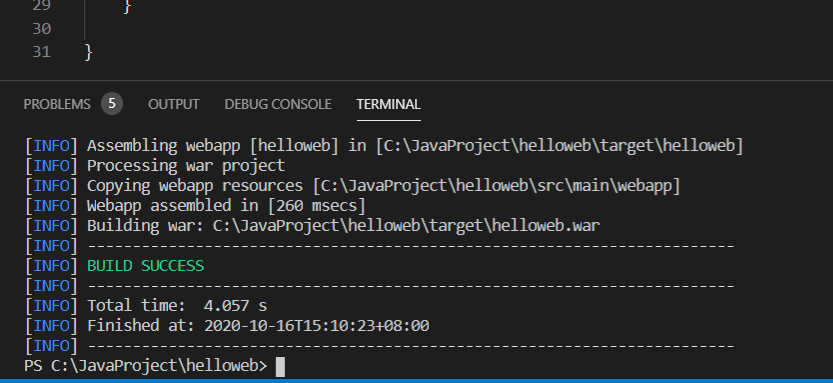 29 }
30
31 }
PROBLEMS 5 OUTPUT DEBUG CONSOLE TERMINAL
[INFO] Assembling webapp [helloweb] in [C:\JavaProject\helloweb\target\helloweb]
[INFO] Processing war project
[INFO] Copying webapp resources [C:\JavaProject\helloweb\src\main\webapp]
[INFO] Webapp assembled in [260 msecs]
[INFO] Building war: C:\JavaProject\helloweb\target\helloweb.war
[INFO] ------------------------------------------------------------------------
[INFO] BUILD SUCCESS
[INFO] ------------------------------------------------------------------------
[INFO] Total time:  4.057 s
[INFO] Finished at: 2020-10-16T15:10:23+08:00
[INFO] ------------------------------------------------------------------------
PS C:\JavaProject\helloweb>